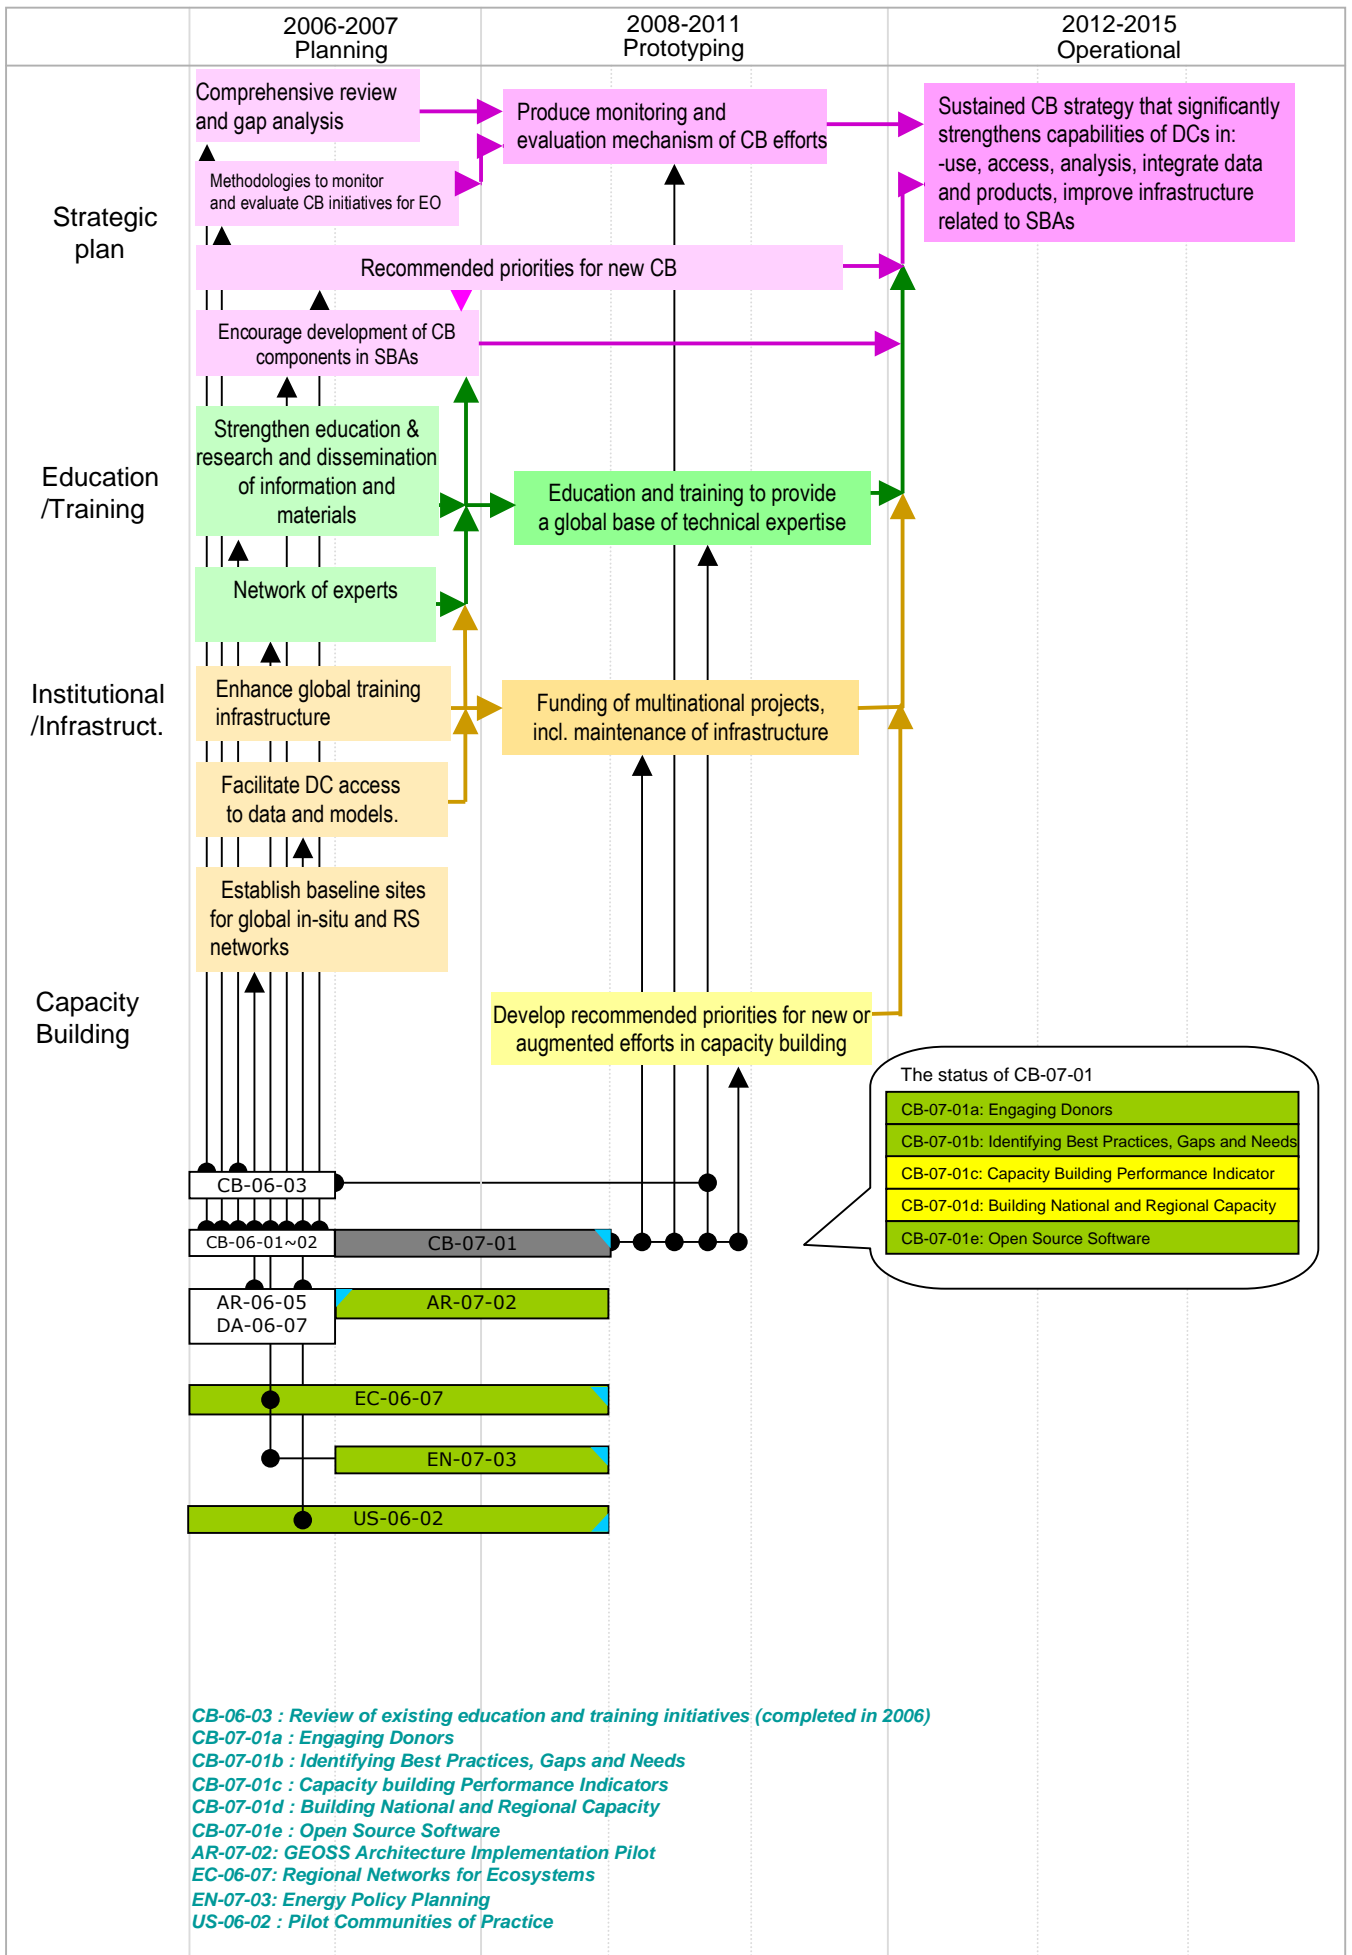 2006-2007
Planning
2008-2011
Prototyping
2012-2015
Operational
Strategic
plan
Comprehensive review
and gap analysis
Produce monitoring and
evaluation mechanism of CB efforts
Sustained CB strategy that significantly
strengthens capabilities of DCs in:
-use, access, analysis, integrate data
and products, improve infrastructure
related to SBAs
Methodologies to monitor
and evaluate CB initiatives for EO
Recommended priorities for new CB
Encourage development of CB
components in SBAs
Education
/Training
Strengthen education &
research and dissemination
of information and
materials
Education and training to provide
a global base of technical expertise
Network of experts
Institutional
/Infrastruct.
Enhance global training
infrastructure
Funding of multinational projects,
incl. maintenance of infrastructure
Facilitate DC access
to data and models.
Establish baseline sites
for global in-situ and RS
networks
Capacity
Building
Develop recommended priorities for new or
augmented efforts in capacity building
The status of CB-07-01
CB-07-01a: Engaging Donors
CB-07-01b: Identifying Best Practices, Gaps and Needs
CB-07-01c: Capacity Building Performance Indicator
CB-07-01d: Building National and Regional Capacity
CB-07-01e: Open Source Software
CB-06-03
CB-06-01~02
CB-07-01
AR-06-05
DA-06-07
AR-07-02
EC-06-07
EN-07-03
US-06-02
CB-06-03 : Review of existing education and training initiatives (completed in 2006)
CB-07-01a : Engaging Donors
CB-07-01b : Identifying Best Practices, Gaps and Needs
CB-07-01c : Capacity building Performance Indicators
CB-07-01d : Building National and Regional Capacity
CB-07-01e : Open Source Software
AR-07-02: GEOSS Architecture Implementation Pilot
EC-06-07: Regional Networks for Ecosystems
EN-07-03: Energy Policy Planning
US-06-02 : Pilot Communities of Practice